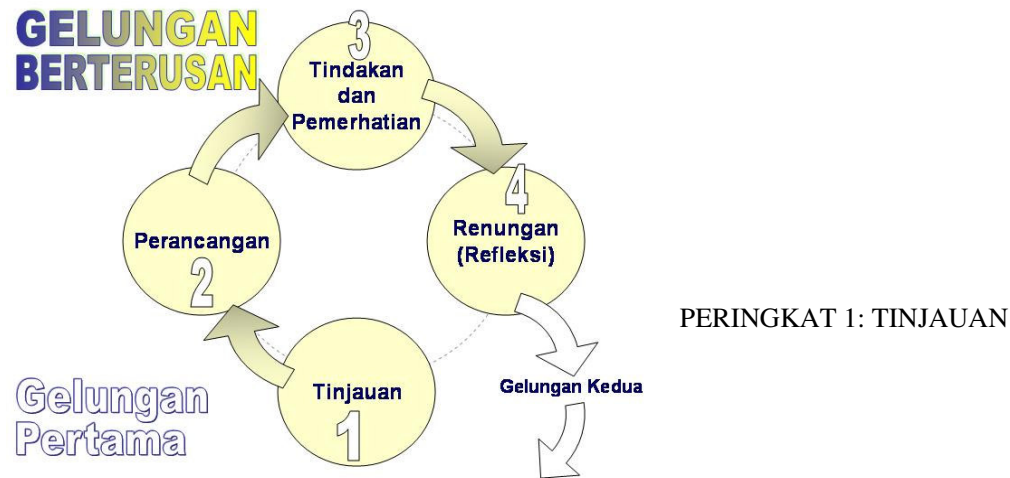 GELUNGAN
BERTERUSAN
3
Tindakan
dan
Pemerhatian
4
Renungan
(Refleksi)
Perancangan
2
PERINGKAT 1: TINJAUAN
Tinjauan
1
Gelungan Kedua
Gelungan
Pertama